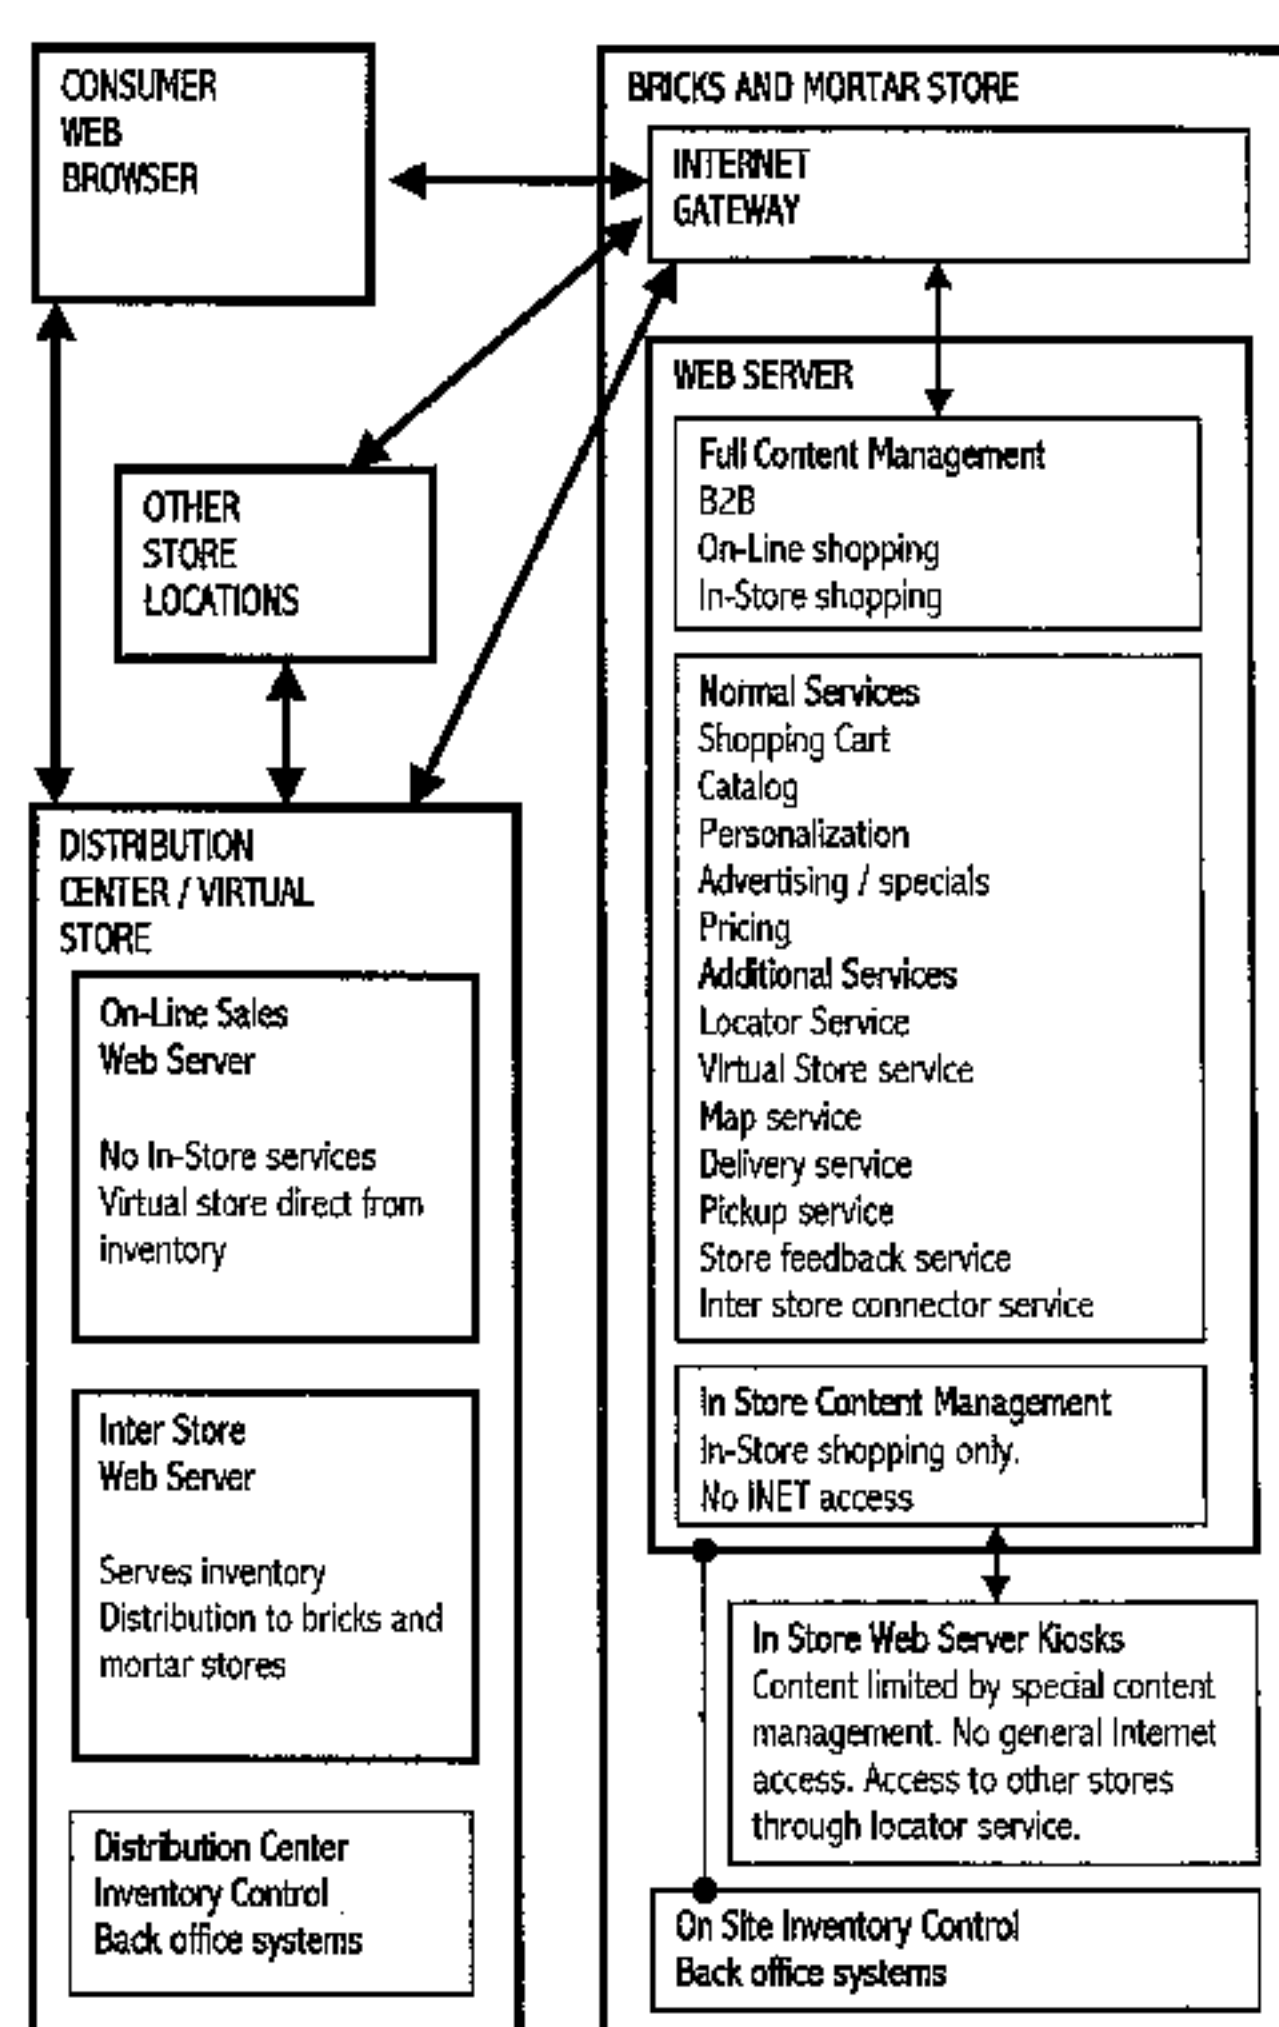 CONSUMER
WEB
BROWSER
BRICKS AND MORTAR STORE
INTERNET
GATEWAY
WEB SERVER
Full Content Management
B2B
On-Line shopping
In-Store shopping
OTHER
STORE
LOCATIONS
Normal Services
Shopping Cart
Catalog
Personalization
Advertising / specials
Pricing
Additional Services
Locator Service
Virtual Store service
Map service
Delivery service
Pickup service
Store feedback service
Inter store connector service
In Store Content Management
In-Store shopping only.
No iNET access
In Store Web Server Kiosks
Content limited by special content
management. No general Internet
access. Access to other stores
through locator service.
On Site Inventory Control
Back office systems
DISTRIBUTION
CENTER / VIRTUAL
STORE
On-Line Sales
Web Server
No In-Store services
Virtual store direct from
inventory
Inter Store
Web Server
Serves inventory
Distribution to bricks and
mortar stores
Distribution Center
Inventory Control
Back office systems